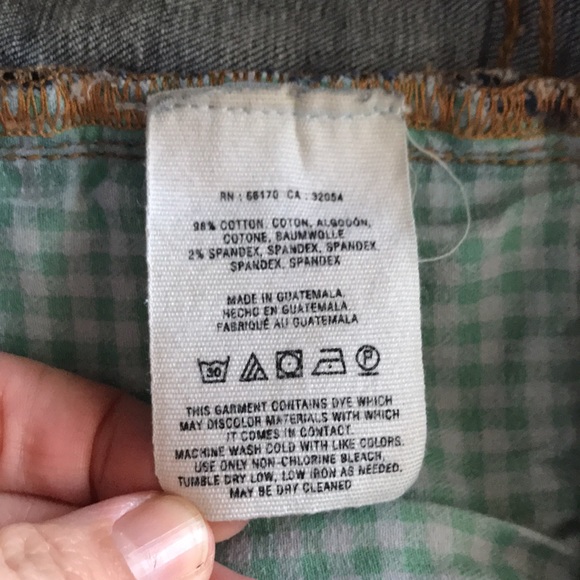 RN : 66170 CA : 32054
98% COTTON, COTON, ALGODÓN,
COTONE, BAUMWOLLE
2% SPANDEX, SPANDEX, SPANDEX,
SPANDEX, SPANDEX
MADE IN GUATEMALA
HECHO EN GUATEMALA
FABRIQUÉ AU GUATEMALA
30 P
THIS GARMENT CONTAINS DYE WHICH
MAY DISCOLOR MATERIALS WITH WHICH
IT COMES IN CONTACT.
MACHINE WASH COLD WITH LIKE COLORS.
USE ONLY NON-CHLORINE BLEACH,
TUMBLE DRY LOW, LOW IRON AS NEEDED.
MAY BE DRY CLEANED